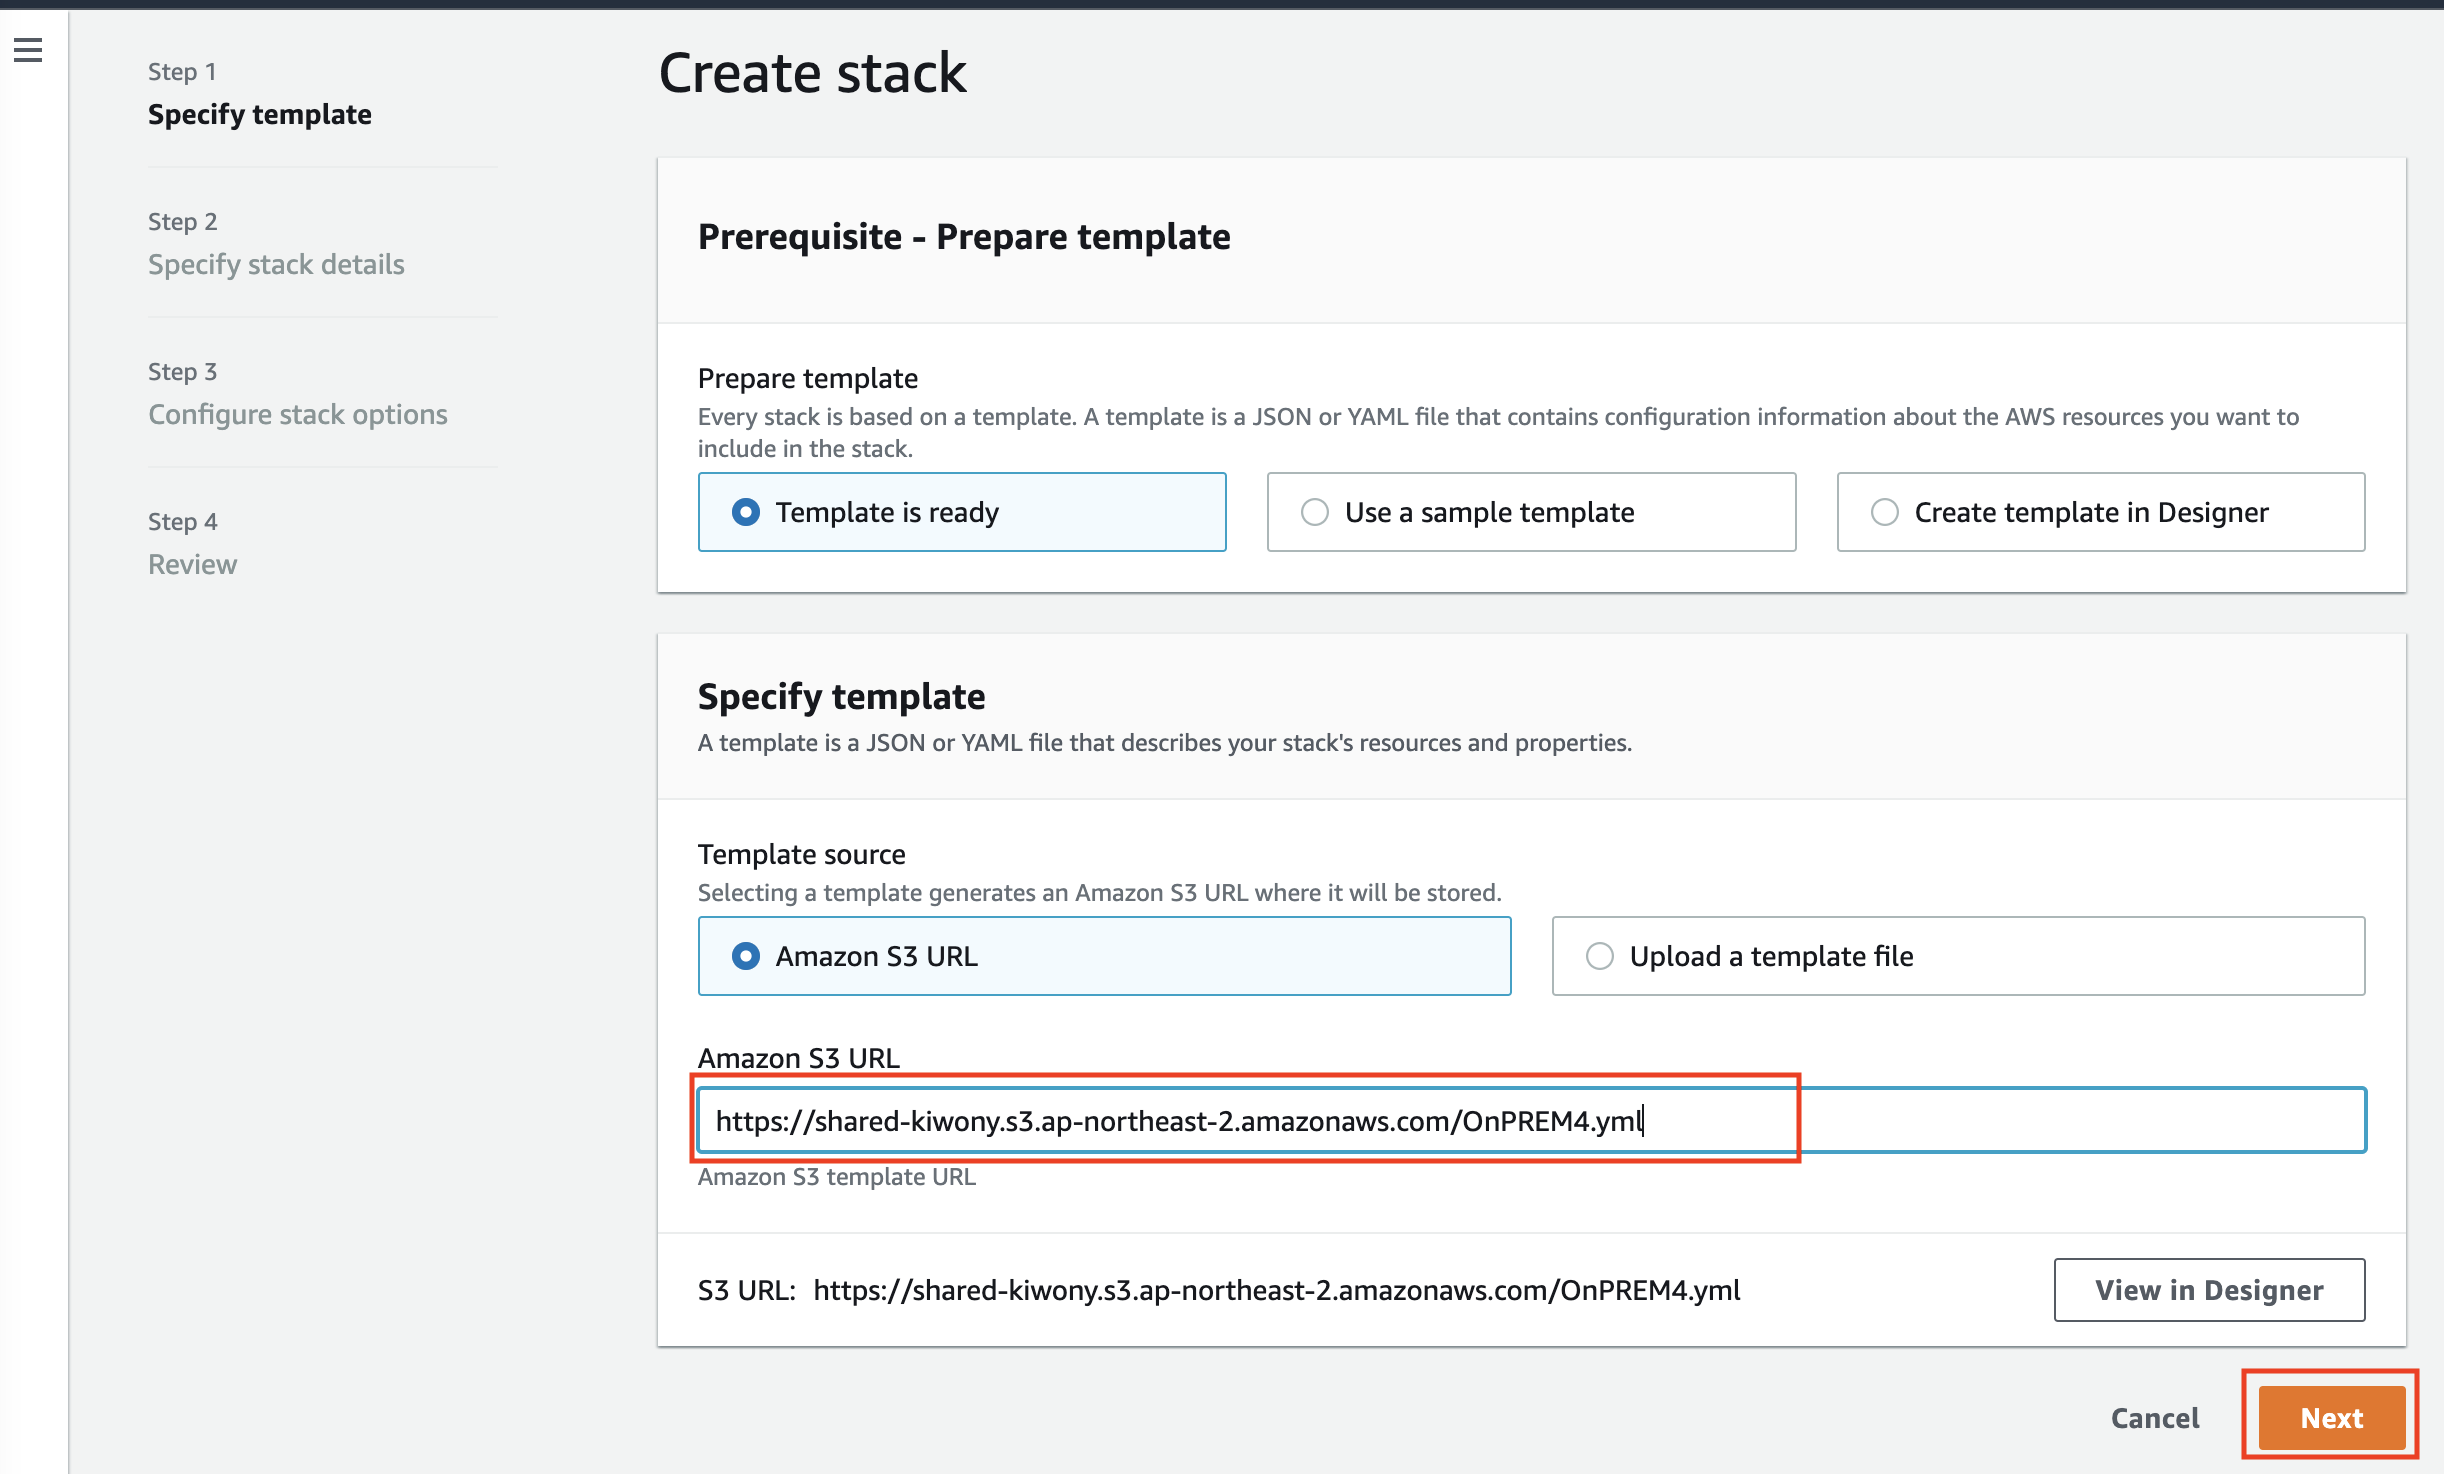 Step 1
Specify template
Step 2
Specify stack details
Step 3
Configure stack options
Step 4
Review
Create stack
Prerequisite - Prepare template
Prepare template
Every stack is based on a template. A template is a JSON or YAML file that contains configuration information about the AWS resources you want to
include in the stack.
Template is ready
Use a sample template
Create template in Designer
Specify template
A template is a JSON or YAML file that describes your stack's resources and properties.
Template source
Selecting a template generates an Amazon S3 URL where it will be stored.
Amazon S3 URL
Upload a template file
Amazon S3 URL
https://shared-kiwony.s3.ap-northeast-2.amazonaws.com/OnPREM4.yml
Amazon S3 template URL
S3 URL: https://shared-kiwony.s3.ap-northeast-2.amazonaws.com/OnPREM4.yml
View in Designer
Cancel
Next